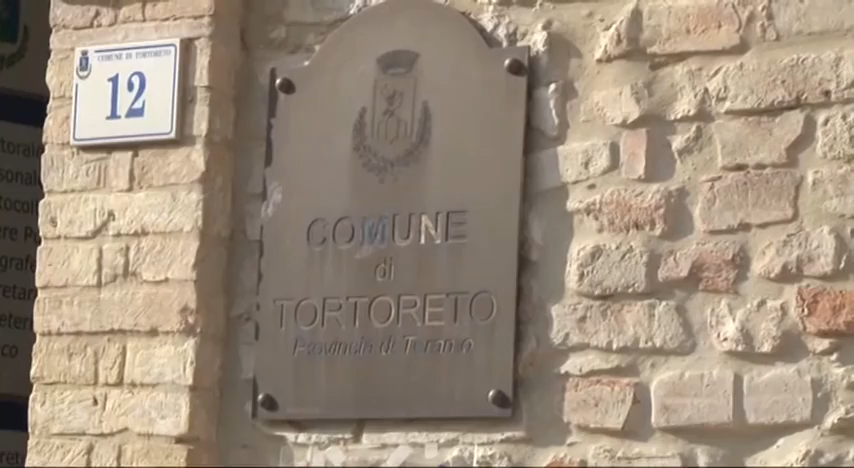 COMUNE DI TORTORETO
12
COMUNE
di
TORTORETO
Provincia di Teramo